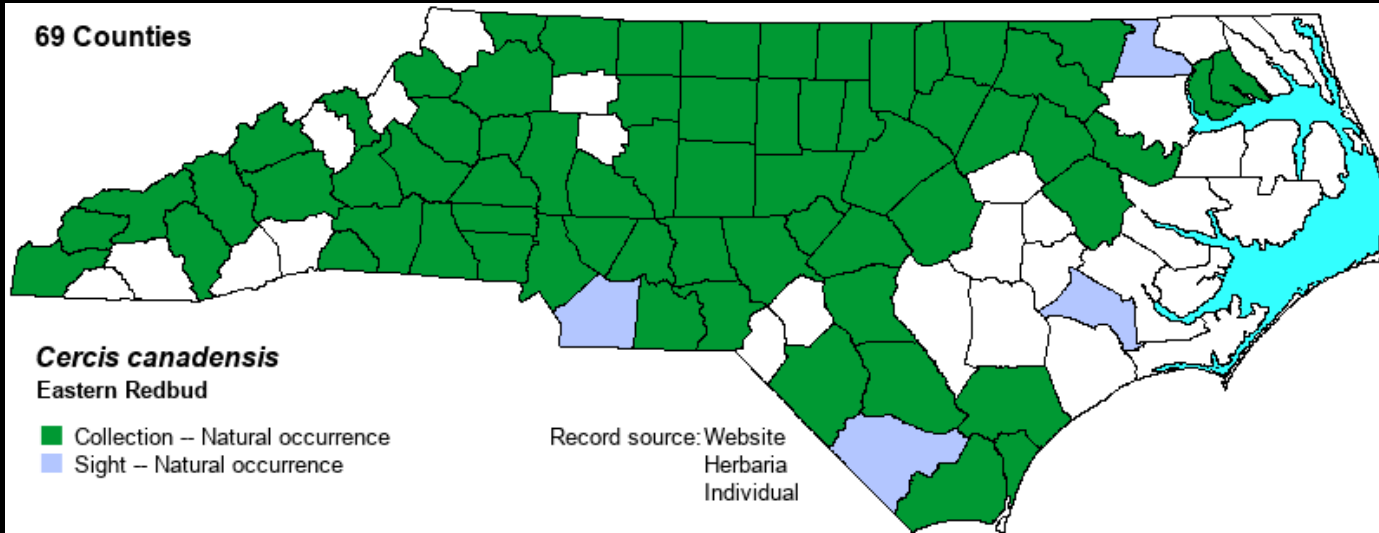 69 Counties
Cercis canadensis
Eastern Redbud
Collection -- Natural occurrence
Sight -- Natural occurrence
Record source: Website
Herbaria
Individual